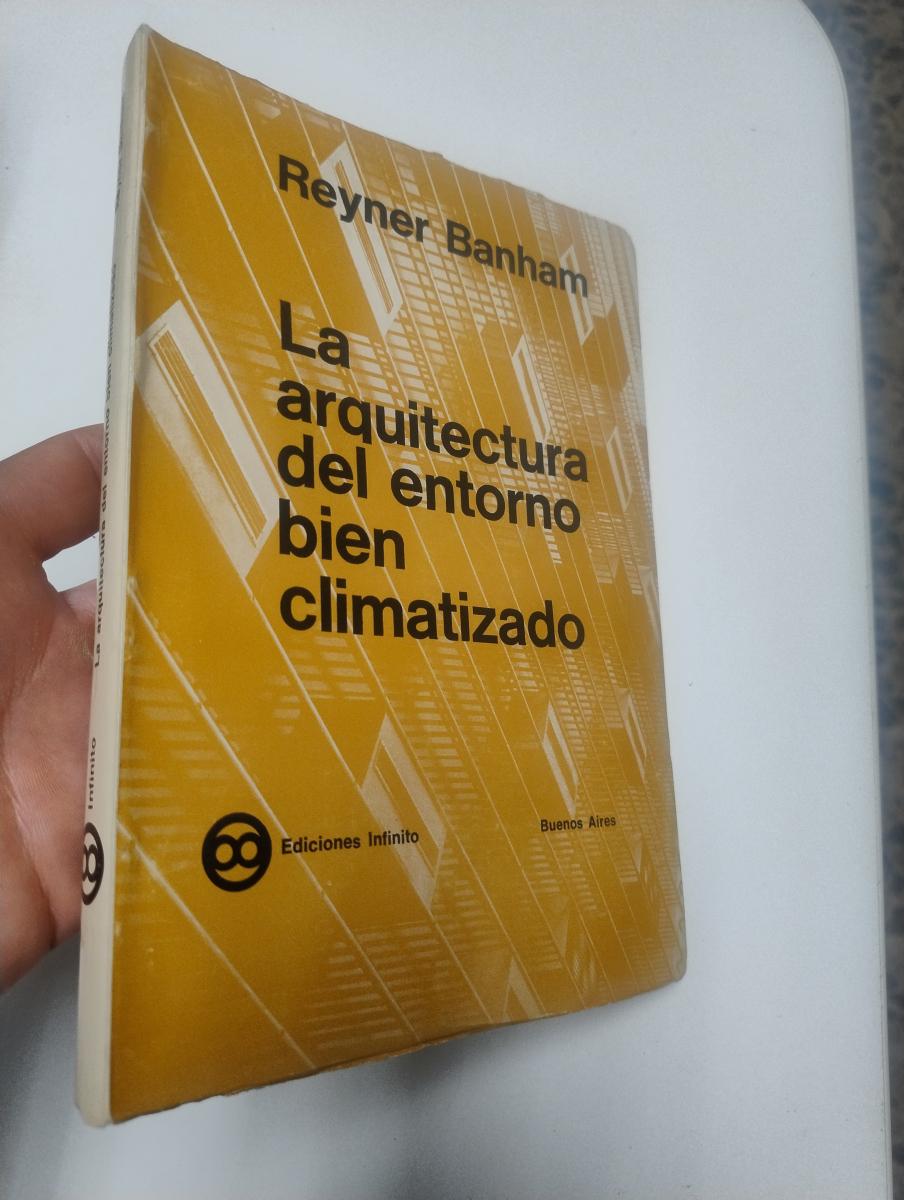 Reyner Banham
La
arquitectura
del entorno
bien
climatizado
Ediciones Infinito
Buenos Aires
La arquitectura del entorno bien climatizado
Infinito